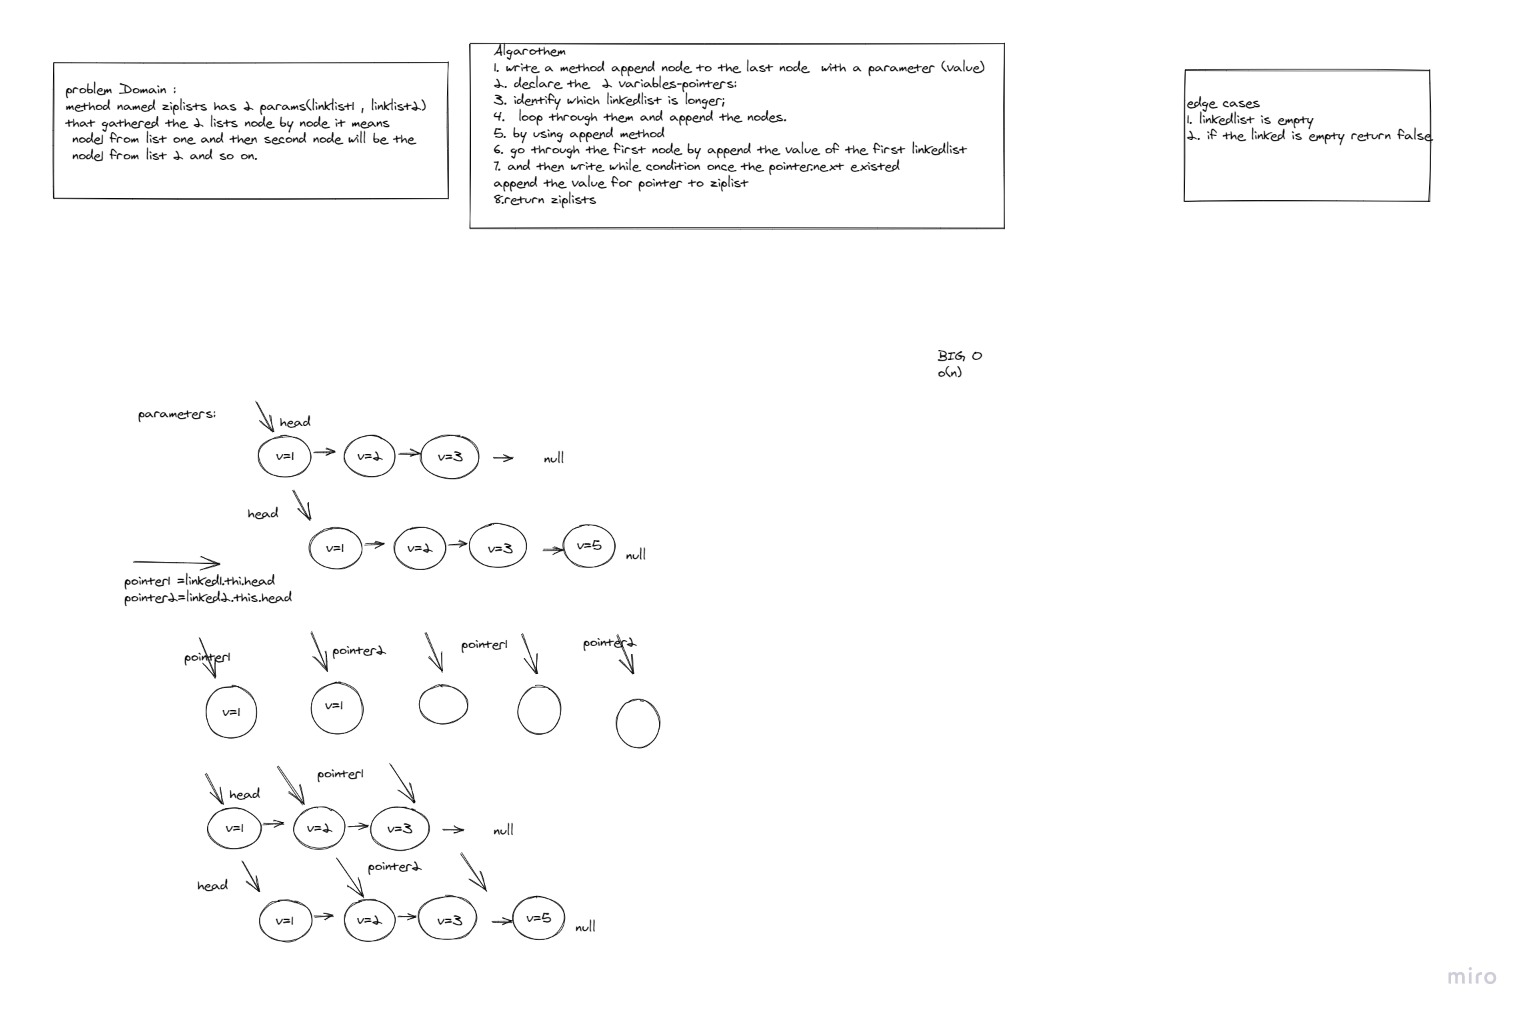 problem Domain :
method named ziplists has 2 params(linklist1 , linklist2)
that gathered the 2 lists node by node it means
node1 from list one and then second node will be the
node1 from list 2 and so on.
Algarothem
1. write a method append node to the last node with a parameter (value)
2. declare the 2 variables-pointers:
3. identify which linkedlist is longer;
4. loop through them and append the nodes.
5. by using append method
6. go through the first node by append the value of the first linkedlist
7. and then write while condition once the pointer.next existed
append the value for pointer to ziplist
8.return ziplists
edge cases
1. linkedlist is empty
2. if the linked is empty return false
BIG O
o(n)
parameters:
head
v=1 v=2 v=3 null
head
v=1 v=2 v=3 v=5 null
pointer1 =linked1.thi.head
pointer2=linked2.this.head
pointer1 pointer2 pointer1 pointer2
v=1 v=1
pointer1
head
v=1 v=2 v=3 null
pointer2
head
v=1 v=2 v=3 v=5 null
miro